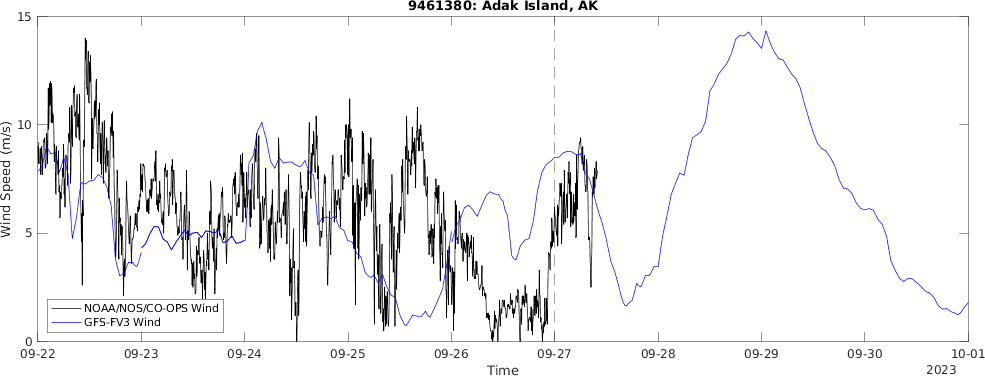 9461380: Adak Island, AK
Wind Speed (m/s)
15
10
5
0
NOAA/NOS/CO-OPS Wind
GFS-FV3 Wind
09-22 09-23 09-24 09-25 09-26 09-27 09-28 09-29 09-30 10-01
Time
2023